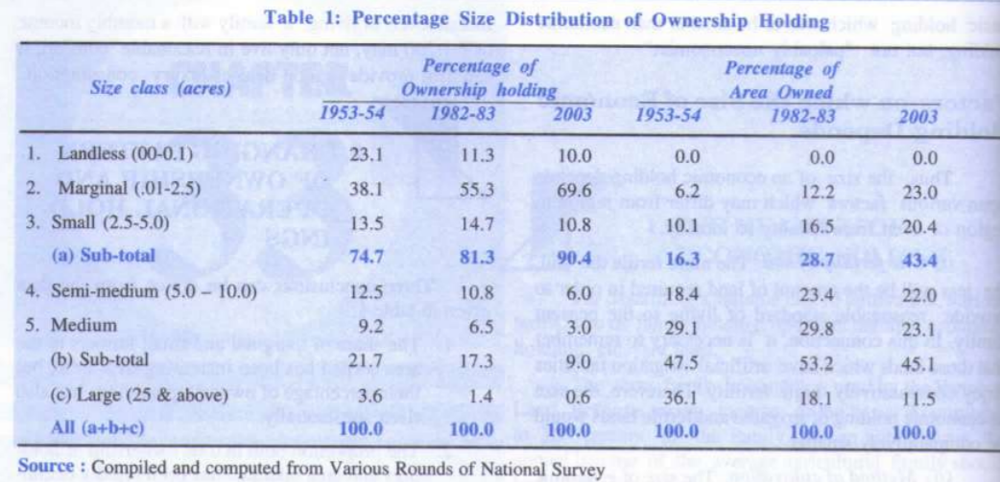 Table 1: Percentage Size Distribution of Ownership Holding
Size class (acres) Percentage of Ownership holding Percentage of Area Owned
1953-54 1982-83 2003 1953-54 1982-83 2003
1. Landless (00-0.1) 23.1 11.3 10.0 0.0 0.0 0.0
2. Marginal (.01-2.5) 38.1 55.3 69.6 6.2 12.2 23.0
3. Small (2.5-5.0) 13.5 14.7 10.8 10.1 16.5 20.4
(a) Sub-total 74.7 81.3 90.4 16.3 28.7 43.4
4. Semi-medium (5.0 – 10.0) 12.5 10.8 6.0 18.4 23.4 22.0
5. Medium 9.2 6.5 3.0 29.1 29.8 23.1
(b) Sub-total 21.7 17.3 9.0 47.5 53.2 45.1
(c) Large (25 & above) 3.6 1.4 0.6 36.1 18.1 11.5
All (a+b+c) 100.0 100.0 100.0 100.0 100.0 100.0
Source : Compiled and computed from Various Rounds of National Survey